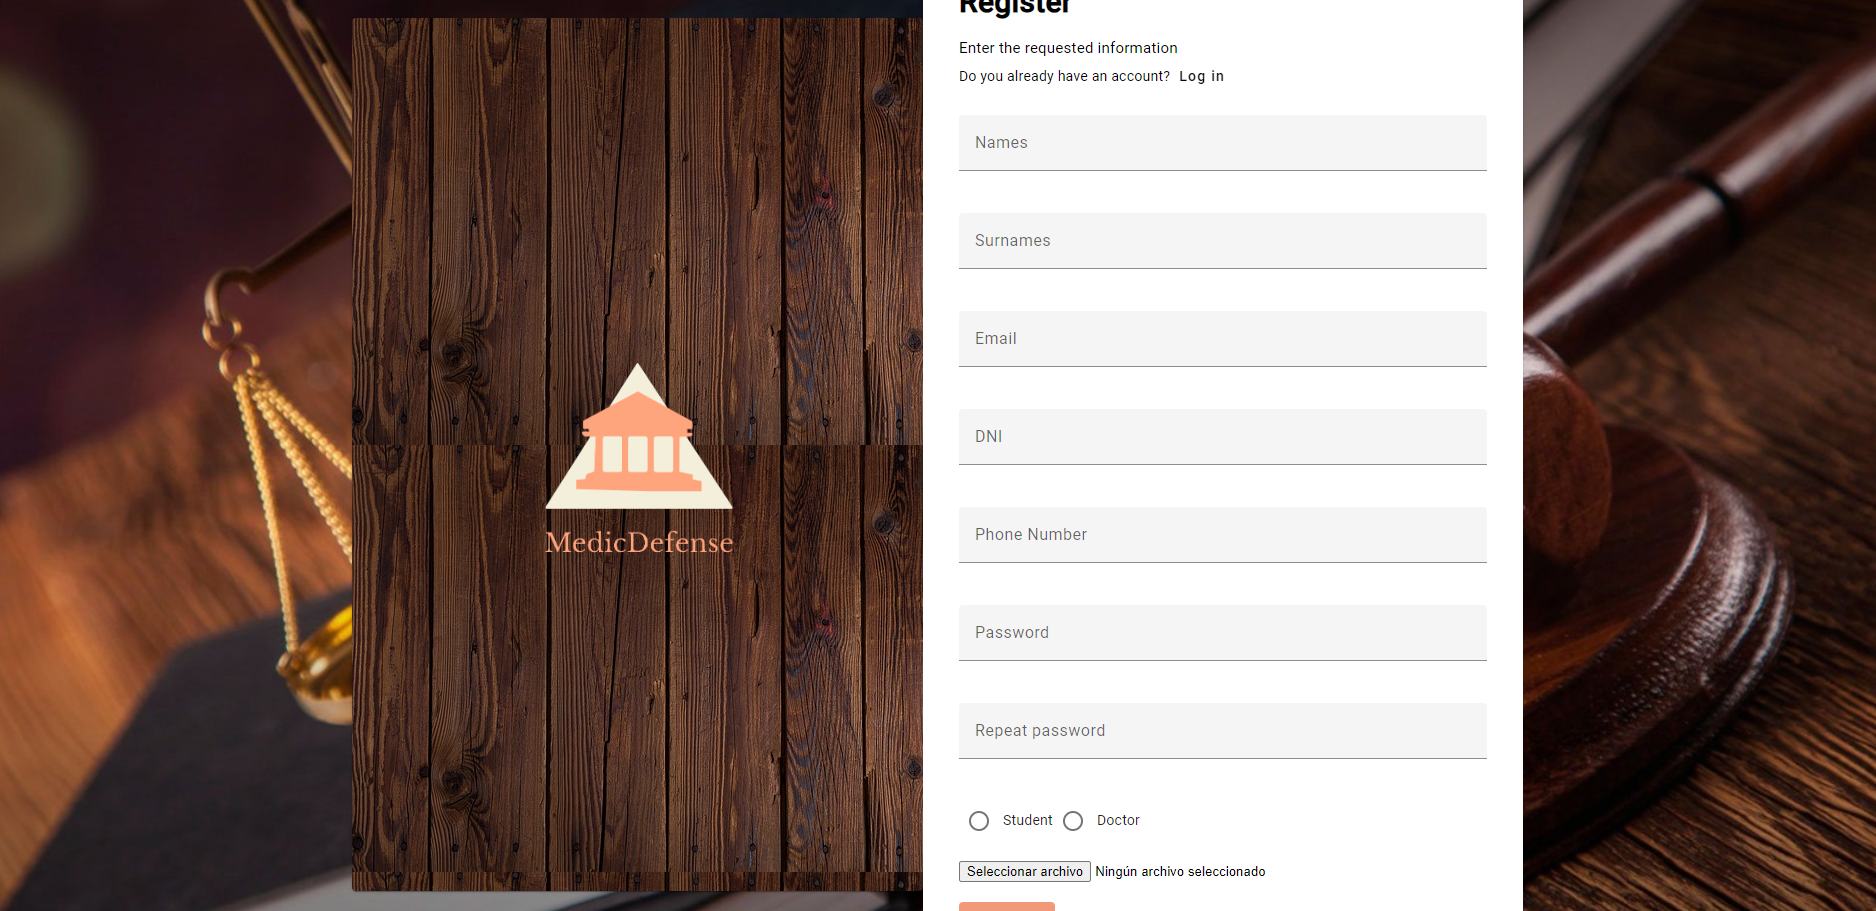 Register
Enter the requested information
Do you already have an account? Log in
Names
Surnames
Email
DNI
Phone Number
Password
Repeat password
Student Doctor
Seleccionar archivo Ningún archivo seleccionado
MedicDefense